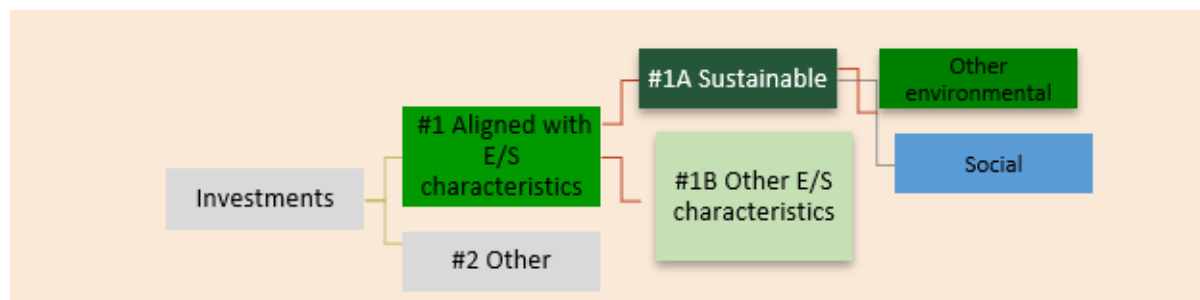 Investments
#1 Aligned with
E/S
characteristics
#2 Other
#1A Sustainable
#1B Other E/S
characteristics
Other
environmental
Social